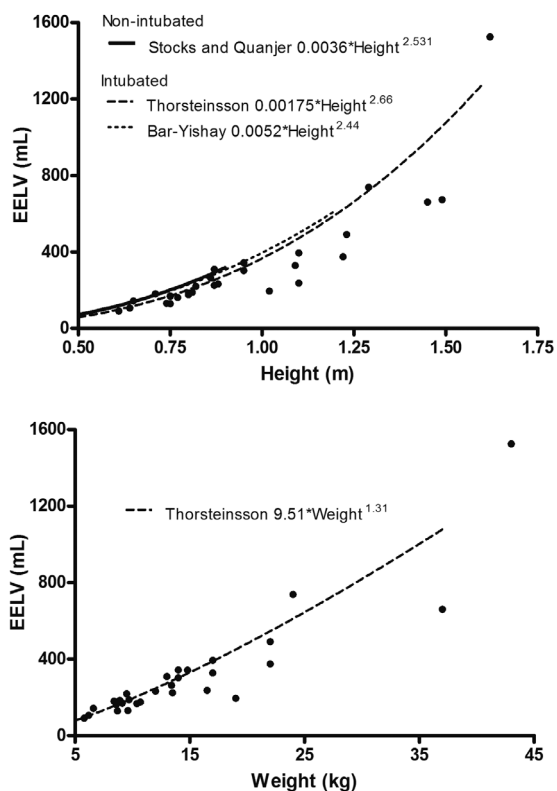 1600
1200
800
400
0
EELV (mL)
Non-intubated
Stocks and Quanjer 0.0036*Height^2.531
Intubated
Thorsteinsson 0.00175*Height^2.66
Bar-Yishay 0.0052*Height^2.44
0.50 0.75 1.00 1.25 1.50 1.75
Height (m)
1600
1200
800
400
0
EELV (mL)
Thorsteinsson 9.51*Weight^1.31
5 15 25 35 45
Weight (kg)